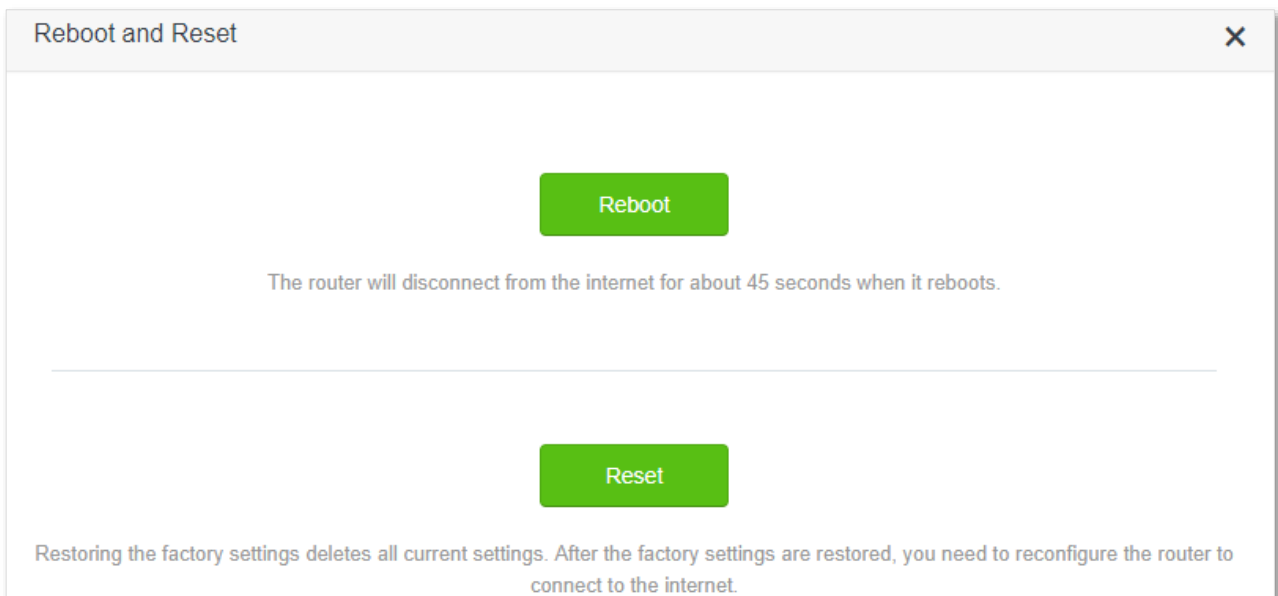 Reboot and Reset
Reboot
The router will disconnect from the internet for about 45 seconds when it reboots.
Reset
Restoring the factory settings deletes all current settings. After the factory settings are restored, you need to reconfigure the router to
connect to the internet.